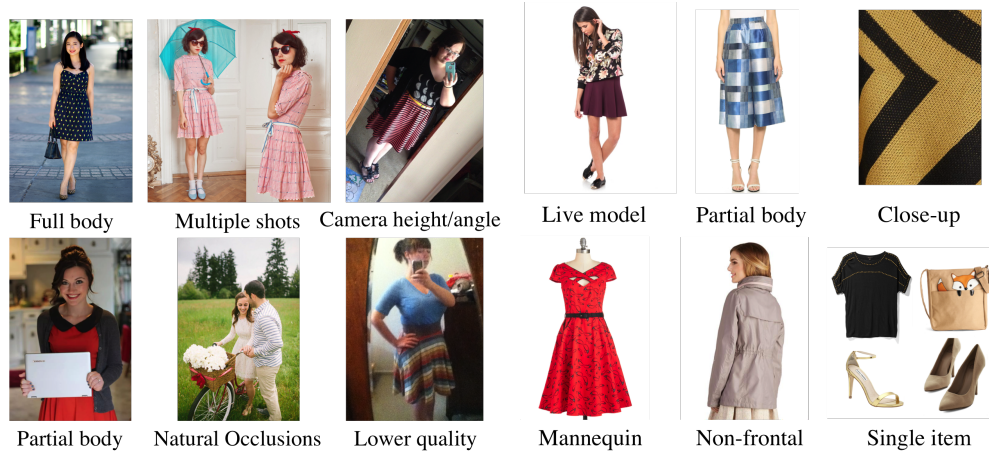 Full body
Multiple shots
Camera height/angle
Live model
Partial body
Close-up
Partial body
Natural Occlusions
Lower quality
Mannequin
Non-frontal
Single item